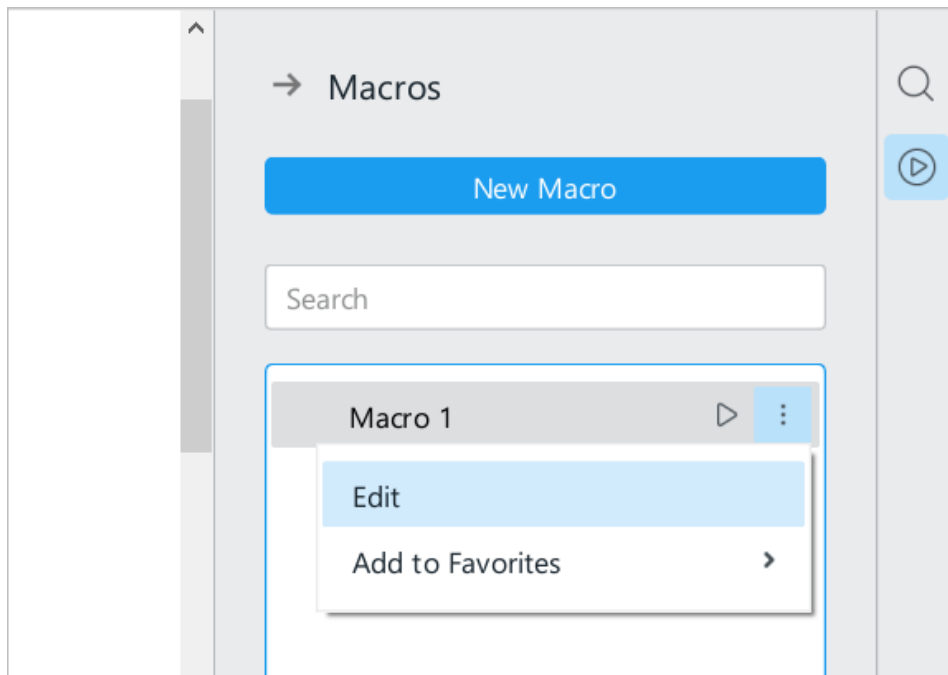 Macros
New Macro
Search
Macro 1
Edit
Add to Favorites